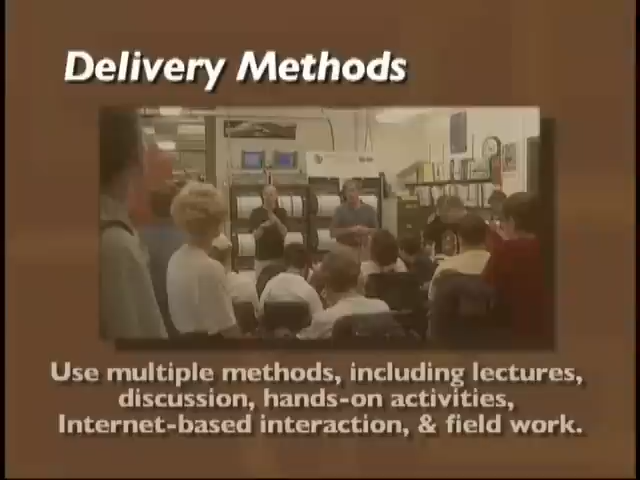 Delivery Methods
Use multiple methods, including lectures,
discussion, hands-on activities,
Internet-based interaction, & field work.